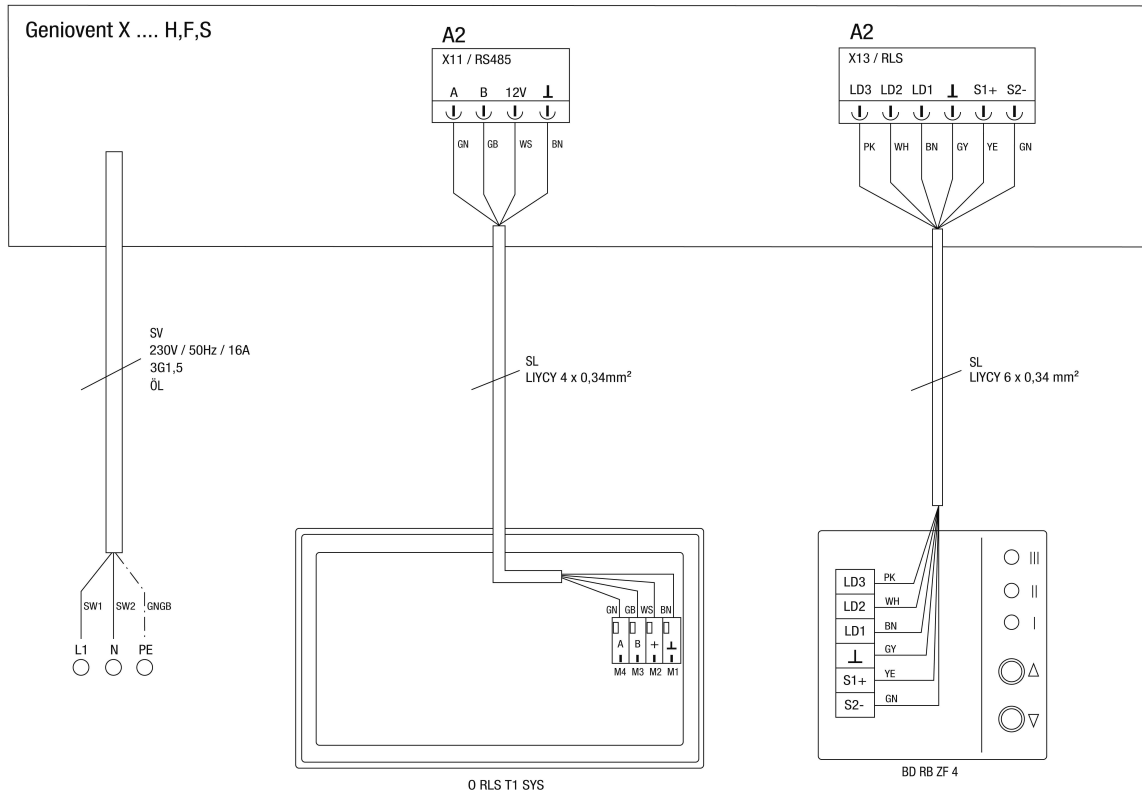 Geniovent X .... H,F,S
A2
X11 / RS485
A B 12V ⊥
GN GB WS BN
A2
X13 / RLS
LD3 LD2 LD1 ⊥ S1+ S2-
PK WH BN GY YE GN
SV
230V / 50Hz / 16A
3G1,5
ÖL
SL
LIYCY 4 x 0,34mm²
SL
LIYCY 6 x 0,34 mm²
SW1 SW2 GNGB
L1 N PE
GN GB WS BN
A B + ⊥
M4 M3 M2 M1
O RLS T1 SYS
LD3 PK
LD2 WH
LD1 BN
⊥ GY
S1+ YE
S2- GN
III
II
I
BD RB ZF 4